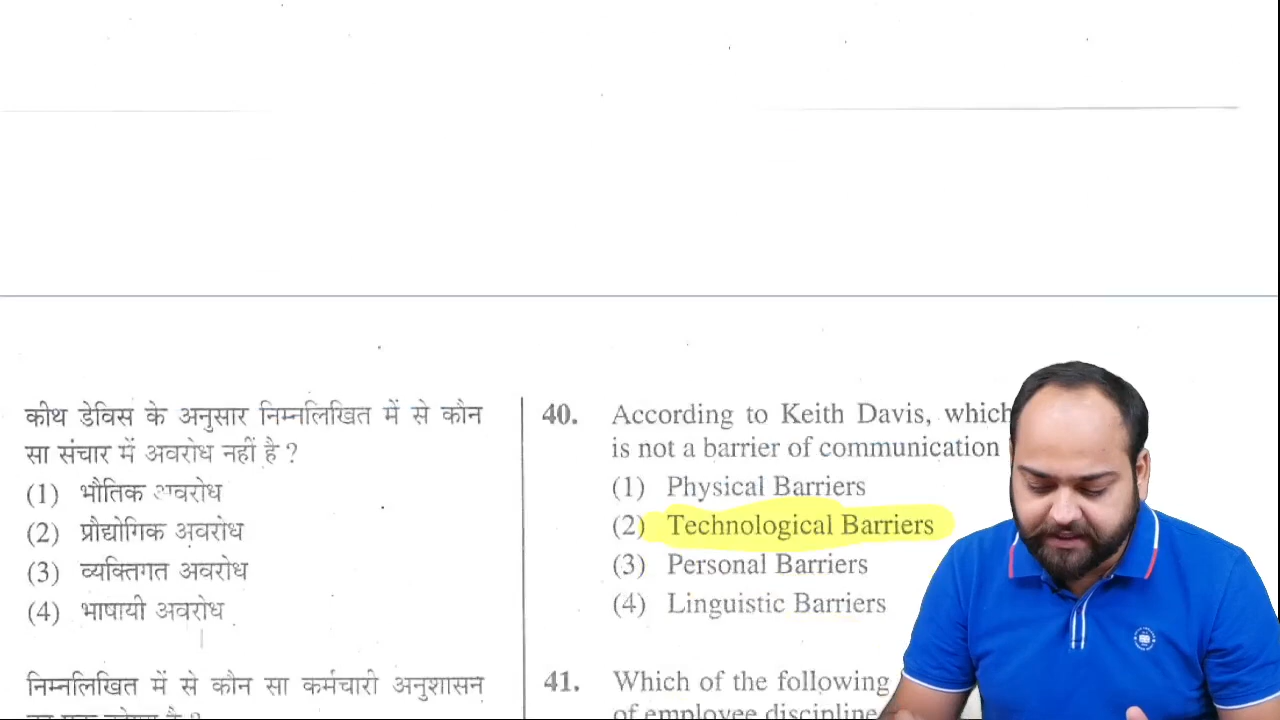 कीथ डेविस के अनुसार निम्नलिखित में से कौन
सा संचार में अवरोध नहीं है ?
(1) भौतिक अवरोध
(2) प्रौद्योगिक अवरोध
(3) व्यक्तिगत अवरोध
(4) भाषायी अवरोध
निम्नलिखित में से कौन सा कर्मचारी अनुशासन
40. According to Keith Davis, which
is not a barrier of communication
(1) Physical Barriers
(2) Technological Barriers
(3) Personal Barriers
(4) Linguistic Barriers
41. Which of the following
of employee discipline